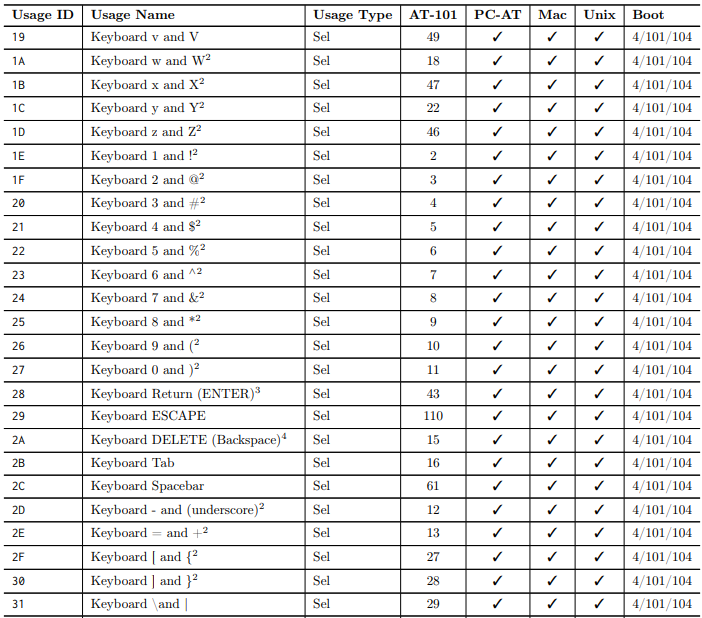 Usage ID Usage Name Usage Type AT-101 PC-AT Mac Unix Boot
19 Keyboard v and V Sel 49 ✓ ✓ ✓ 4/101/104
1A Keyboard w and W² Sel 18 ✓ ✓ ✓ 4/101/104
1B Keyboard x and X² Sel 47 ✓ ✓ ✓ 4/101/104
1C Keyboard y and Y² Sel 22 ✓ ✓ ✓ 4/101/104
1D Keyboard z and Z² Sel 46 ✓ ✓ ✓ 4/101/104
1E Keyboard 1 and !² Sel 2 ✓ ✓ ✓ 4/101/104
1F Keyboard 2 and @² Sel 3 ✓ ✓ ✓ 4/101/104
20 Keyboard 3 and #² Sel 4 ✓ ✓ ✓ 4/101/104
21 Keyboard 4 and $² Sel 5 ✓ ✓ ✓ 4/101/104
22 Keyboard 5 and %² Sel 6 ✓ ✓ ✓ 4/101/104
23 Keyboard 6 and ^² Sel 7 ✓ ✓ ✓ 4/101/104
24 Keyboard 7 and &² Sel 8 ✓ ✓ ✓ 4/101/104
25 Keyboard 8 and *² Sel 9 ✓ ✓ ✓ 4/101/104
26 Keyboard 9 and (² Sel 10 ✓ ✓ ✓ 4/101/104
27 Keyboard 0 and )² Sel 11 ✓ ✓ ✓ 4/101/104
28 Keyboard Return (ENTER)³ Sel 43 ✓ ✓ ✓ 4/101/104
29 Keyboard ESCAPE Sel 110 ✓ ✓ ✓ 4/101/104
2A Keyboard DELETE (Backspace)⁴ Sel 15 ✓ ✓ ✓ 4/101/104
2B Keyboard Tab Sel 16 ✓ ✓ ✓ 4/101/104
2C Keyboard Spacebar Sel 61 ✓ ✓ ✓ 4/101/104
2D Keyboard - and (underscore)² Sel 12 ✓ ✓ ✓ 4/101/104
2E Keyboard = and +² Sel 13 ✓ ✓ ✓ 4/101/104
2F Keyboard [ and {² Sel 27 ✓ ✓ ✓ 4/101/104
30 Keyboard ] and }² Sel 28 ✓ ✓ ✓ 4/101/104
31 Keyboard \and | Sel 29 ✓ ✓ ✓ 4/101/104